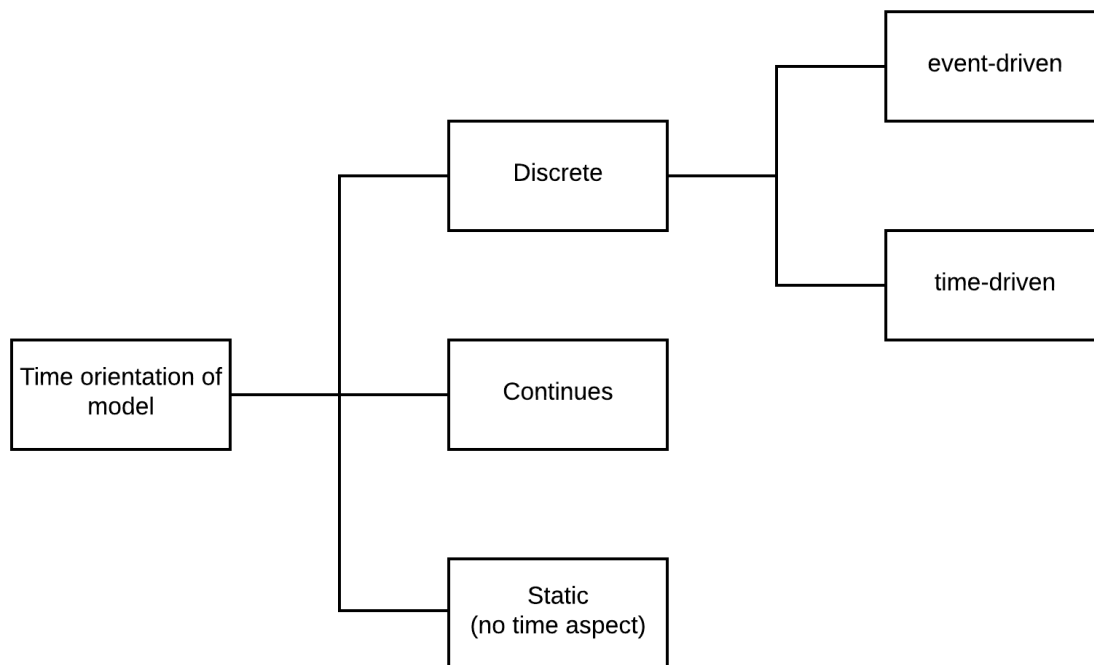 event-driven
Discrete
time-driven
Time orientation of
model
Continues
Static
(no time aspect)